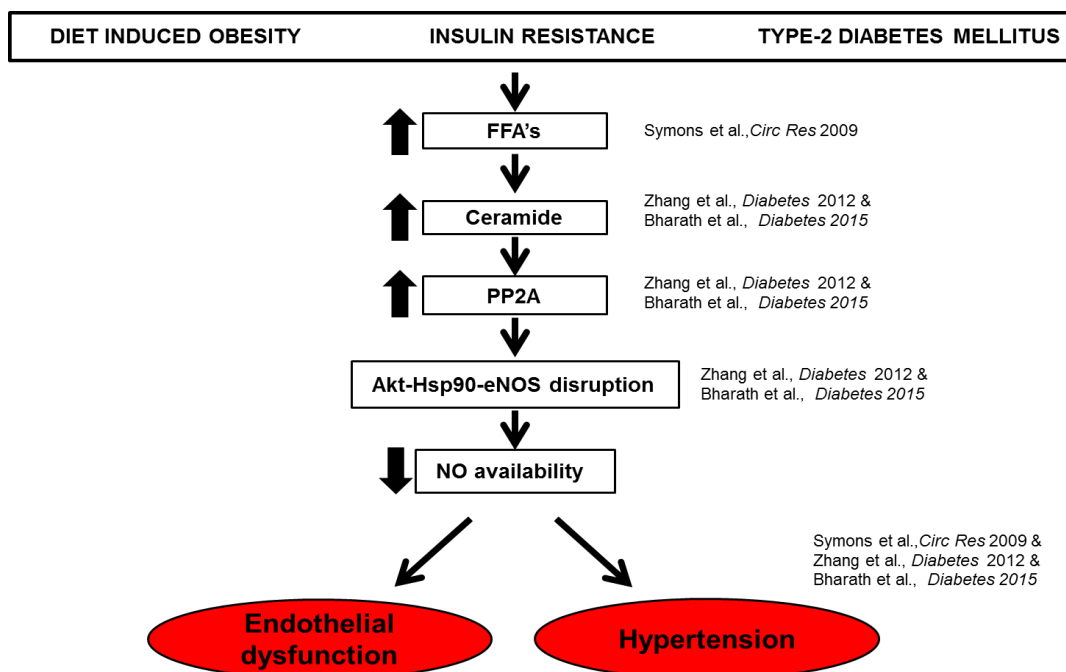 DIET INDUCED OBESITY INSULIN RESISTANCE TYPE-2 DIABETES MELLITUS
FFA's
Symons et al.,Circ Res 2009
Ceramide
Zhang et al., Diabetes 2012 &
Bharath et al., Diabetes 2015
PP2A
Zhang et al., Diabetes 2012 &
Bharath et al., Diabetes 2015
Akt-Hsp90-eNOS disruption
Zhang et al., Diabetes 2012 &
Bharath et al., Diabetes 2015
NO availability
Symons et al.,Circ Res 2009 &
Zhang et al., Diabetes 2012 &
Bharath et al., Diabetes 2015
Endothelial
dysfunction
Hypertension